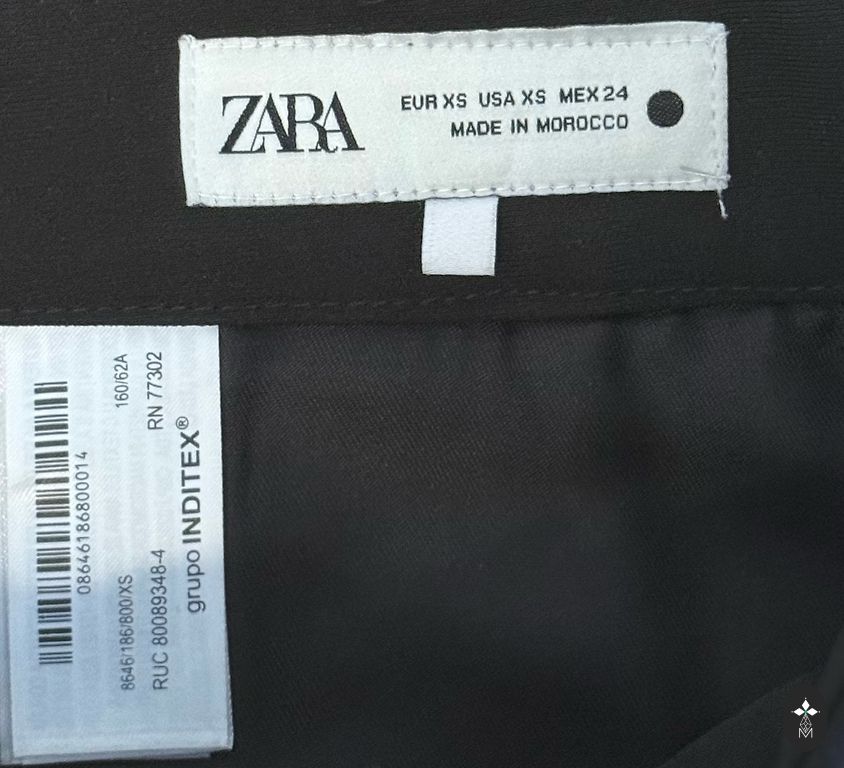 ZARA
EUR XS USA XS MEX 24
MADE IN MOROCCO
08646186800014
8646/186/800/XS 160/62A
RUC 80089348-4 RN 77302
grupo INDITEX®
M